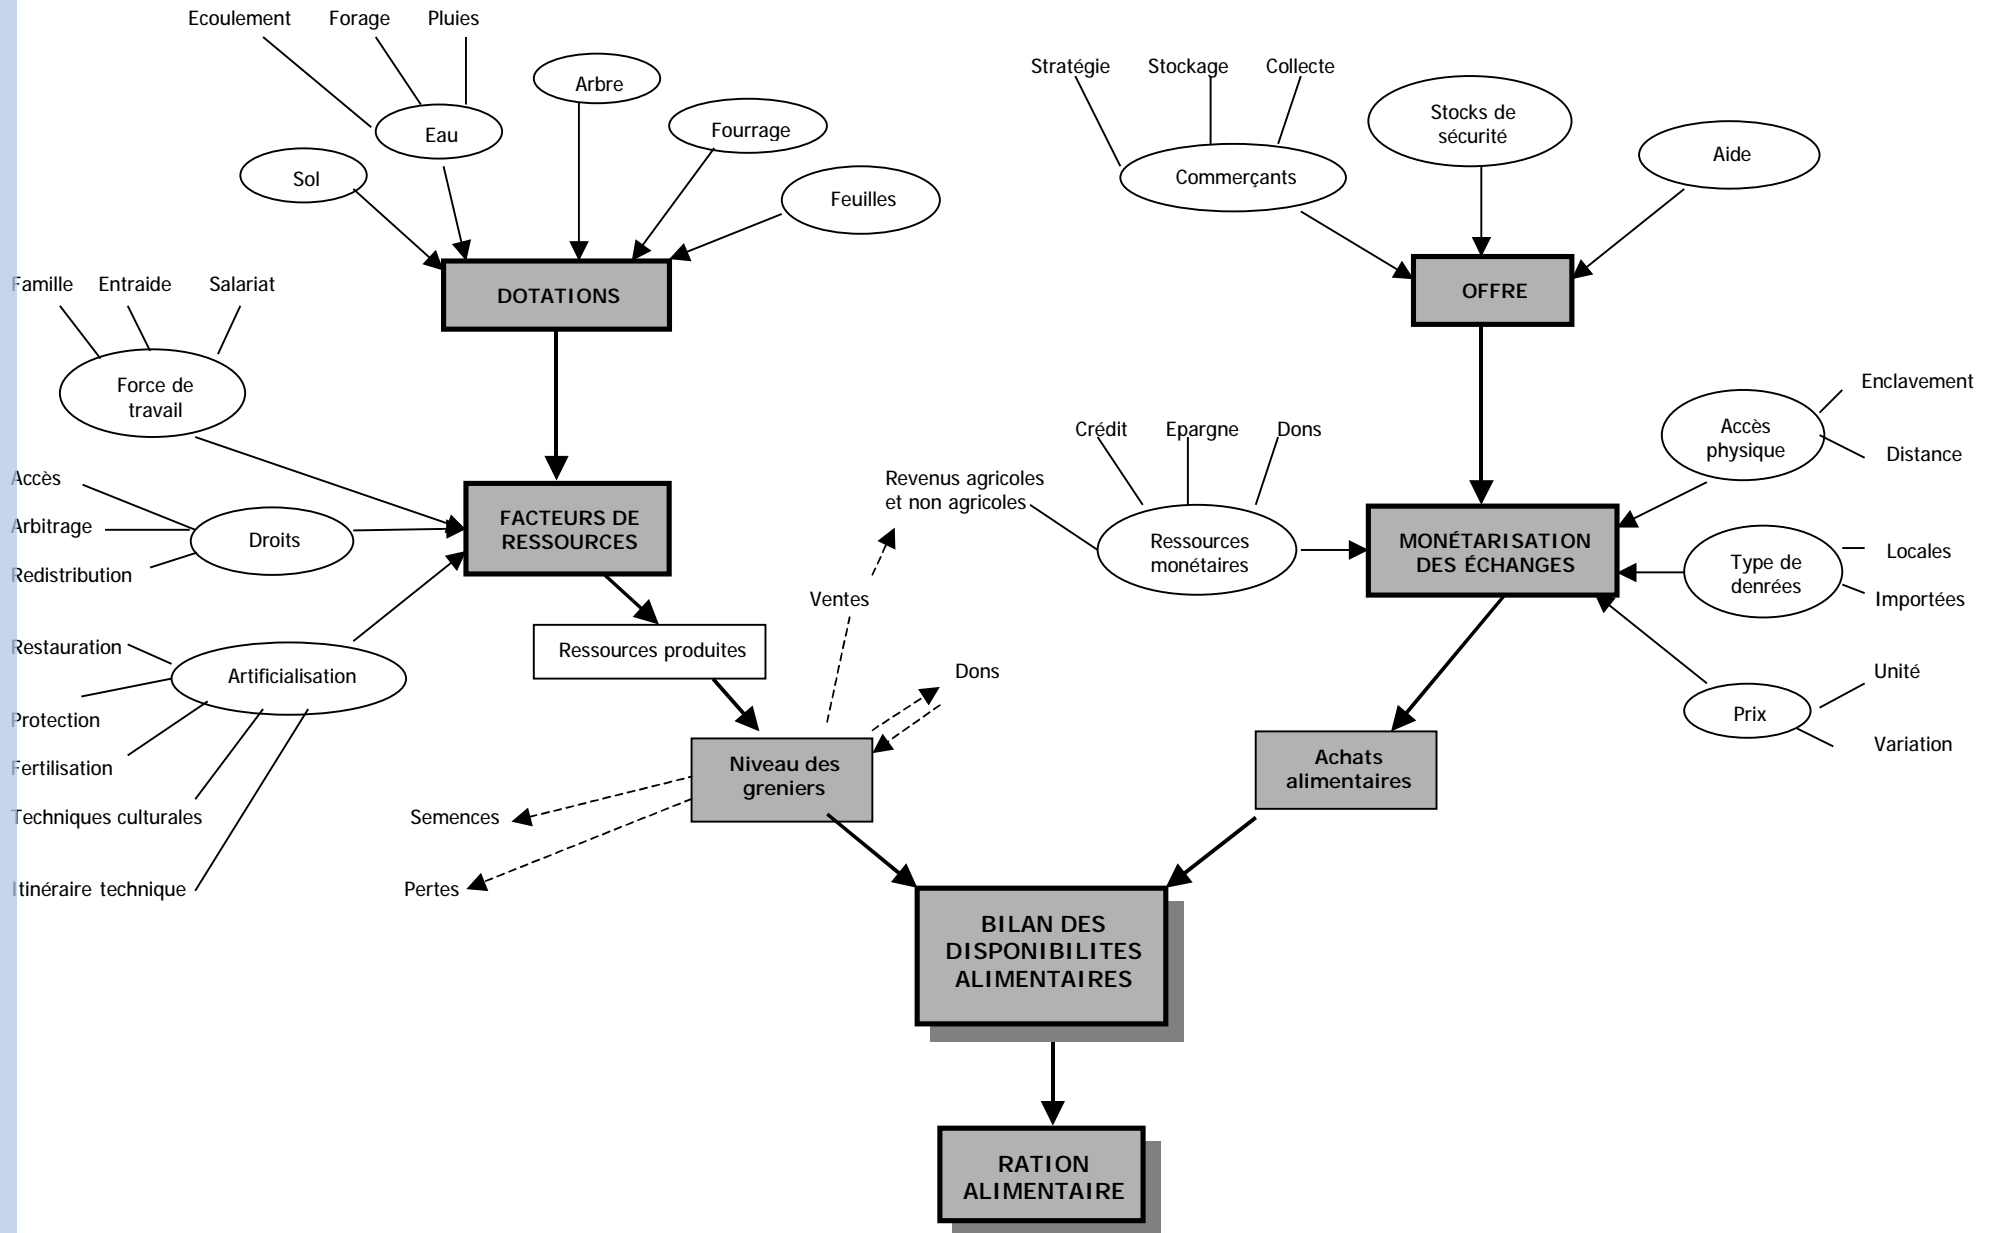 Ecoulement Forage Pluies
Arbre
Eau
Fourrage
Sol
Feuilles
DOTATIONS
Famille Entraide Salariat
Force de
travail
Accès
Arbitrage
Redistribution
Droits
FACTEURS DE
RESSOURCES
Restauration
Artificialisation
Protection
Fertilisation
Techniques culturales
Itinéraire technique
Ressources produites
Ventes
Dons
Niveau des
greniers
Semences
Pertes
Stratégie Stockage Collecte
Commerçants
Stocks de
sécurité
Aide
OFFRE
Crédit Epargne Dons
Revenus agricoles
et non agricoles
Ressources
monétaires
MONÉTARISATION
DES ÉCHANGES
Accès
physique
Enclavement
Distance
Type de
denrées
Locales
Importées
Prix
Unité
Variation
Achats
alimentaires
BILAN DES
DISPONIBILITES
ALIMENTAIRES
RATION
ALIMENTAIRE